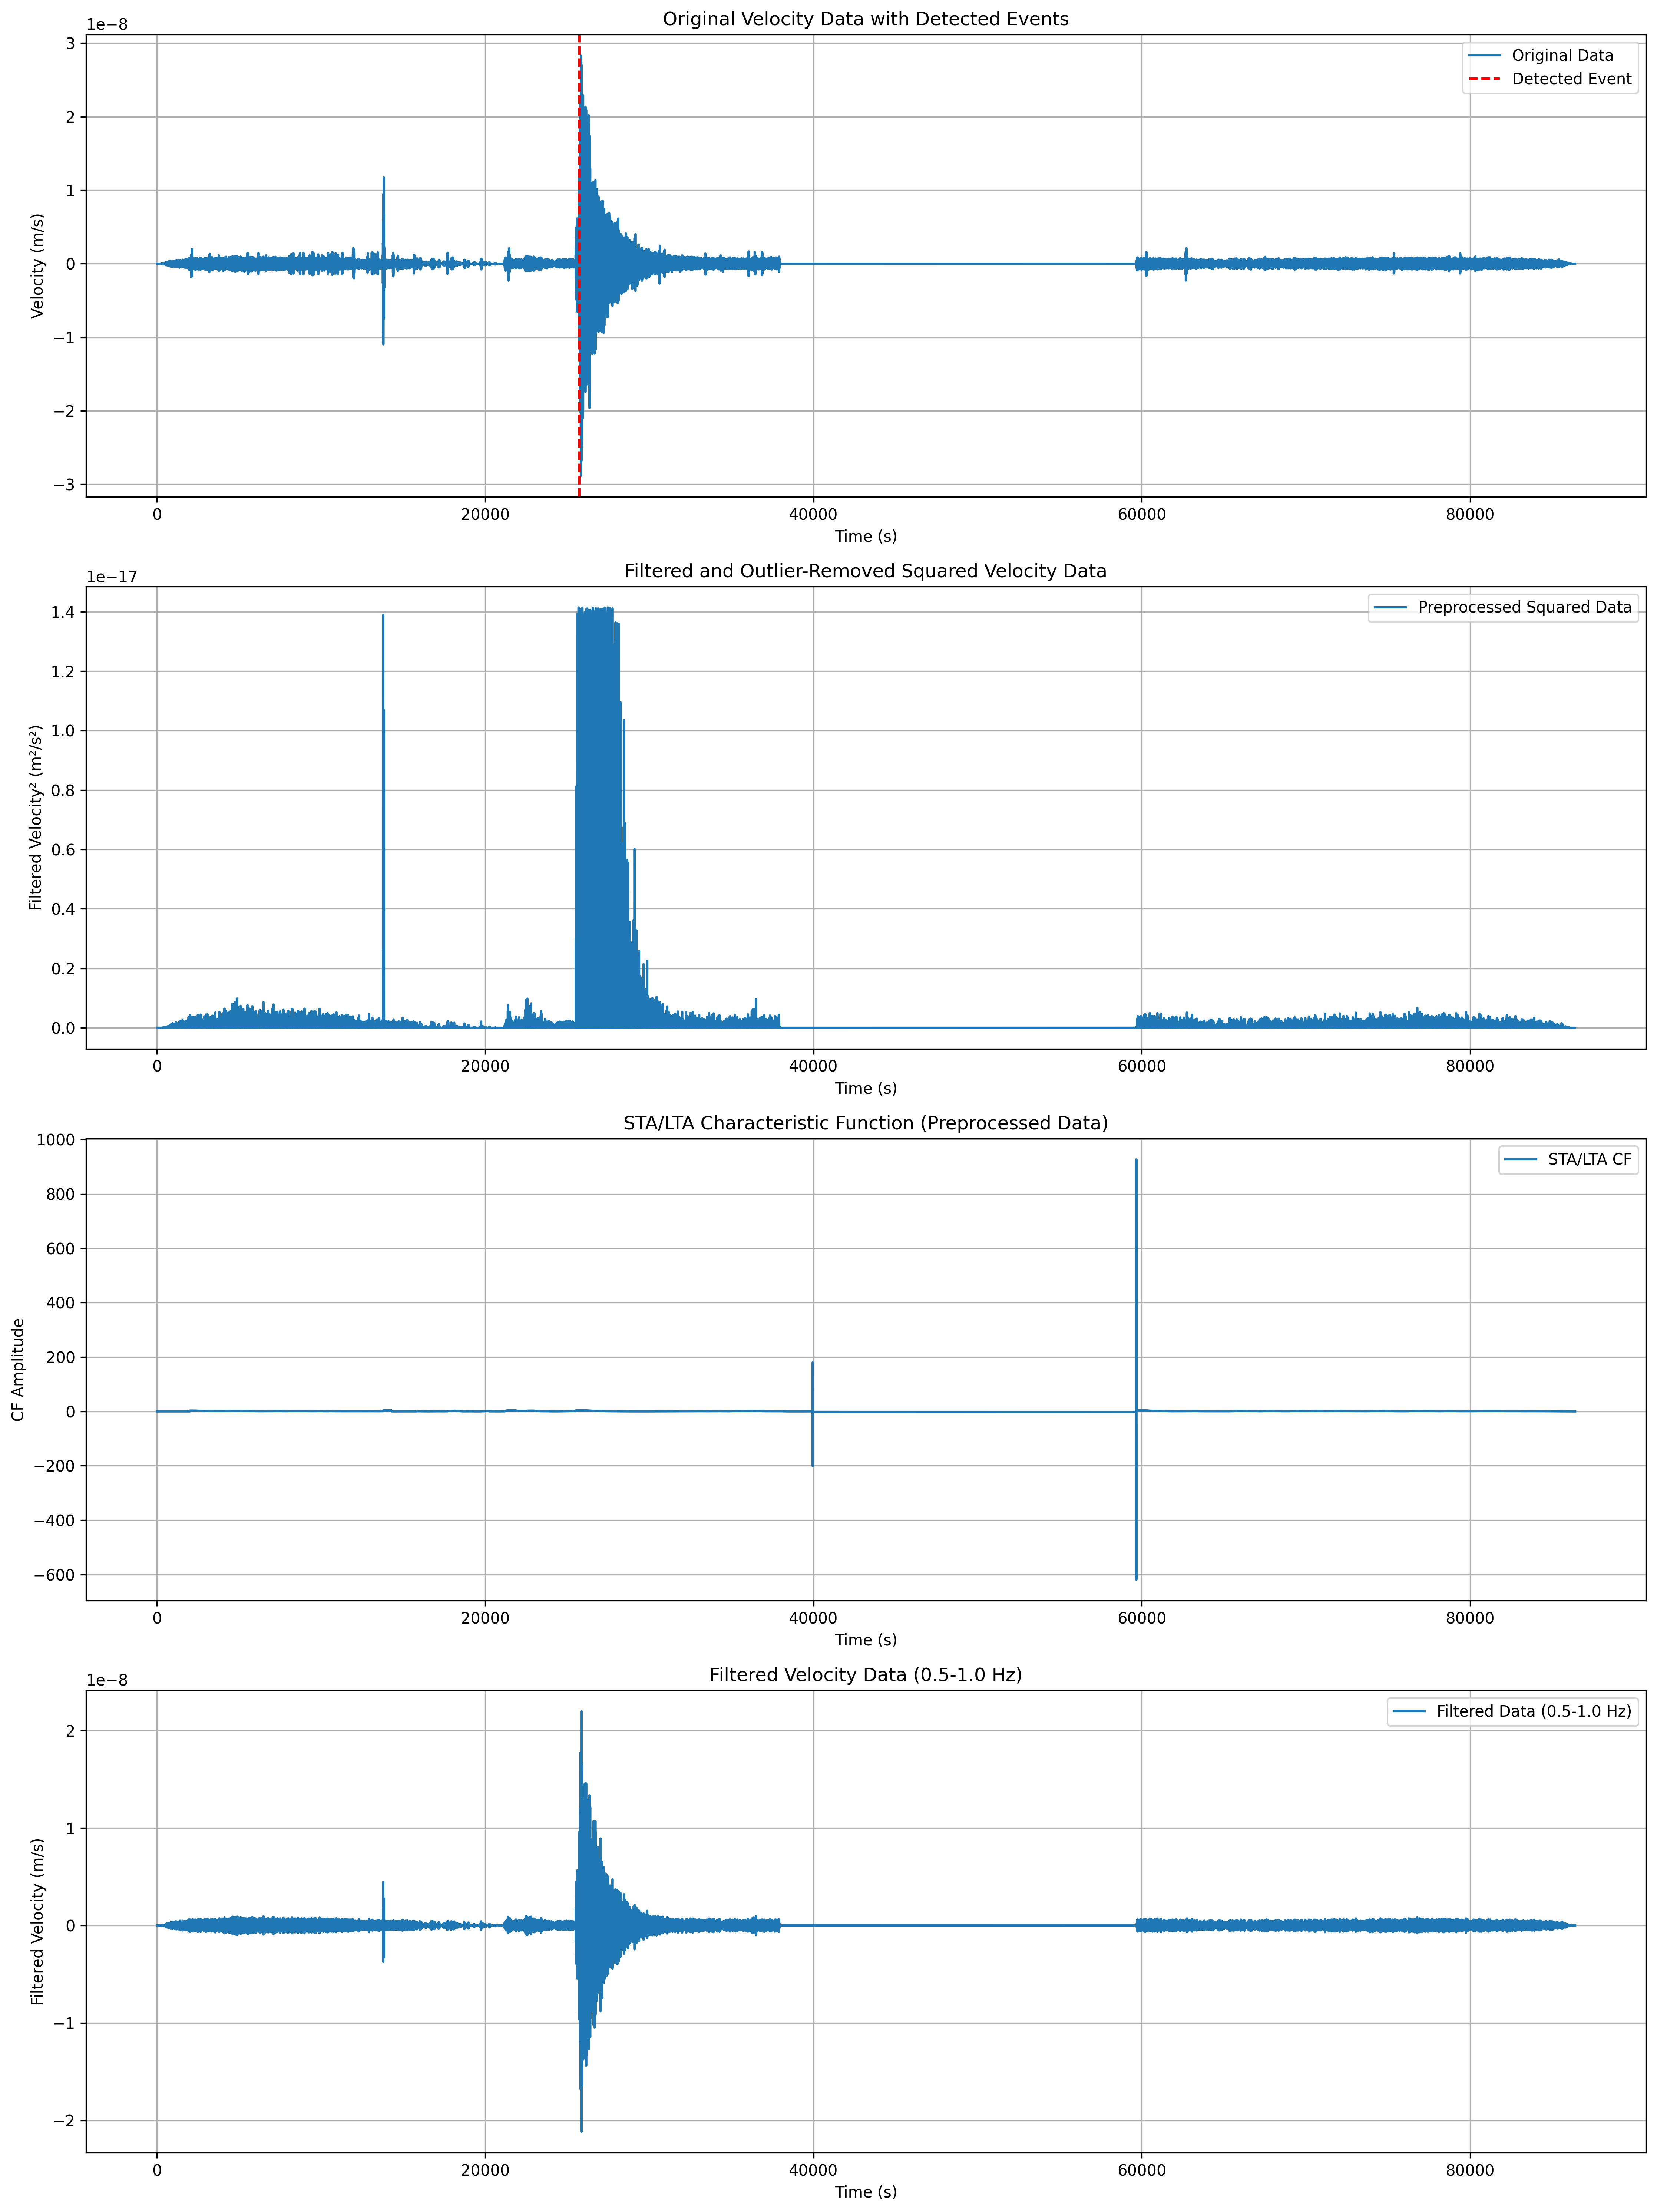 Original Velocity Data with Detected Events
1e−8
3
2
1
0
−1
−2
−3
Velocity (m/s)
Original Data
Detected Event
0 20000 40000 60000 80000
Time (s)
Filtered and Outlier-Removed Squared Velocity Data
1e−17
1.4
1.2
1.0
0.8
0.6
0.4
0.2
0.0
Filtered Velocity² (m²/s²)
Preprocessed Squared Data
0 20000 40000 60000 80000
Time (s)
STA/LTA Characteristic Function (Preprocessed Data)
1000
800
600
400
200
0
−200
−400
−600
CF Amplitude
STA/LTA CF
0 20000 40000 60000 80000
Time (s)
Filtered Velocity Data (0.5-1.0 Hz)
1e−8
2
1
0
−1
−2
Filtered Velocity (m/s)
Filtered Data (0.5-1.0 Hz)
0 20000 40000 60000 80000
Time (s)